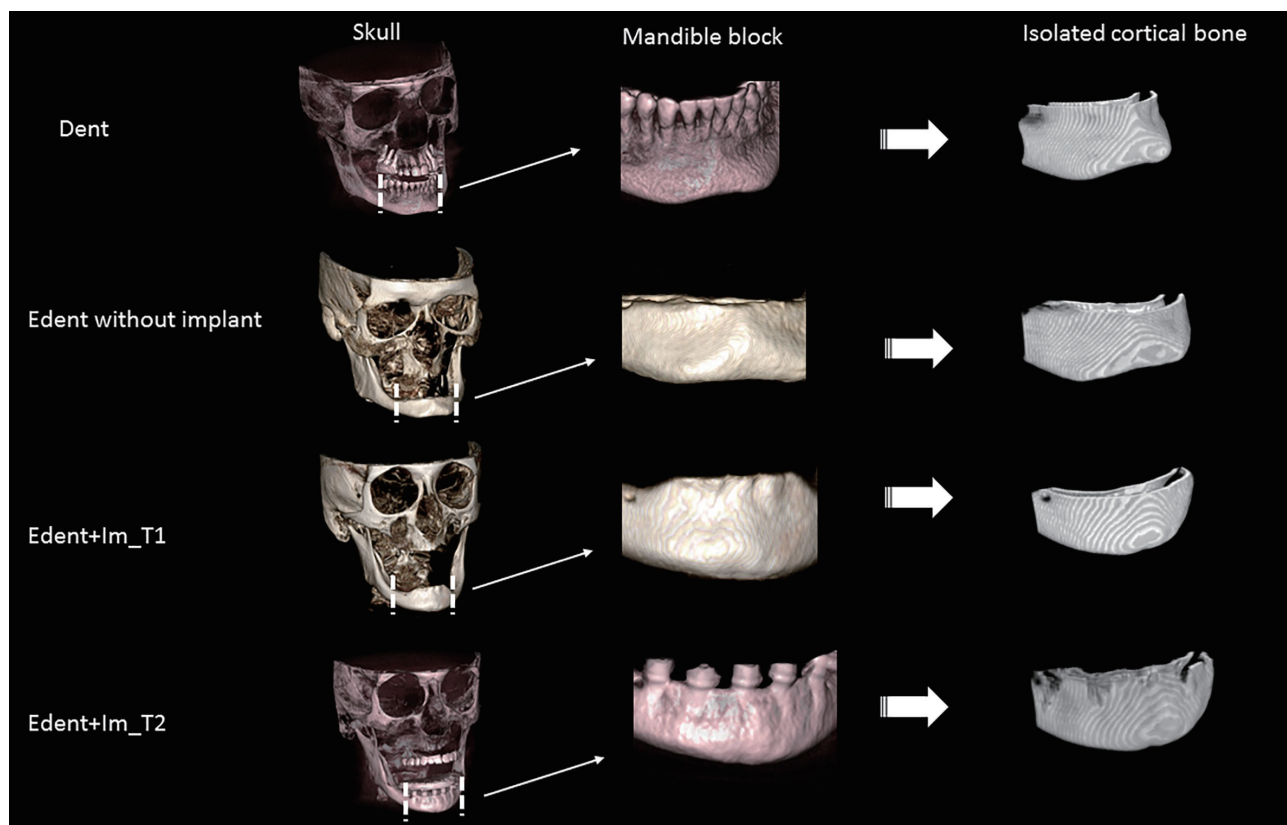 Skull
Mandible block
Isolated cortical bone
Dent
Edent without implant
Edent+Im_T1
Edent+Im_T2